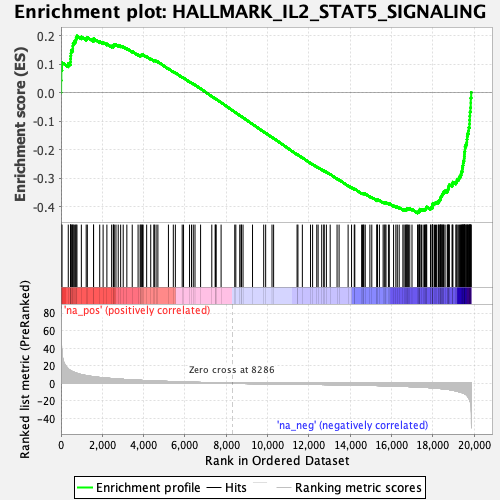 Enrichment plot: HALLMARK_IL2_STAT5_SIGNALING
Enrichment score (ES)
0.2
0.1
0.0
-0.1
-0.2
-0.3
-0.4
'na_pos' (positively correlated)
Ranked list metric (PreRanked)
80
60
40
20
0
-20
-40
Zero cross at 8286
'na_neg' (negatively correlated)
0
2,000
4,000
6,000
8,000
10,000
12,000
14,000
16,000
18,000
20,000
Rank in Ordered Dataset
Enrichment profile
Hits
Ranking metric scores